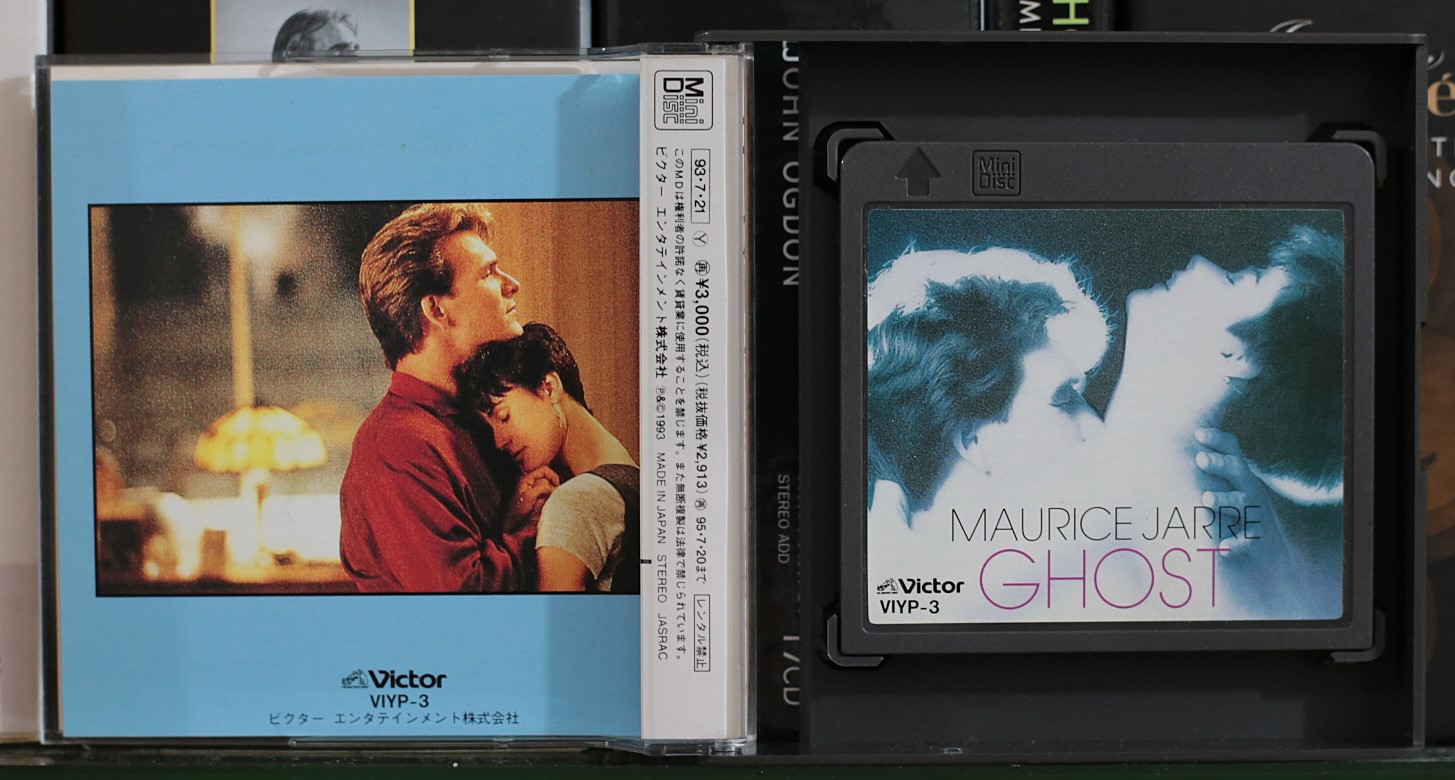 Victor
VIYP-3
ビクター エンタテインメント株式会社
Mini
Disc
93・7・21 Ⓨ ㊞¥3,000(税込)(税抜価格¥2,913) 95・7・20まで レンタル禁止
このMDは権利者の許諾なく賃貸業に使用することを禁じます。また無断複製は法律で禁じられています。
ビクター エンタテインメント株式会社 Ⓟ&©1993 MADE IN JAPAN STEREO JASRAC
JOHN OGDON
STEREO ADD
Mini
Disc
MAURICE JARRE
GHOST
Victor
VIYP-3